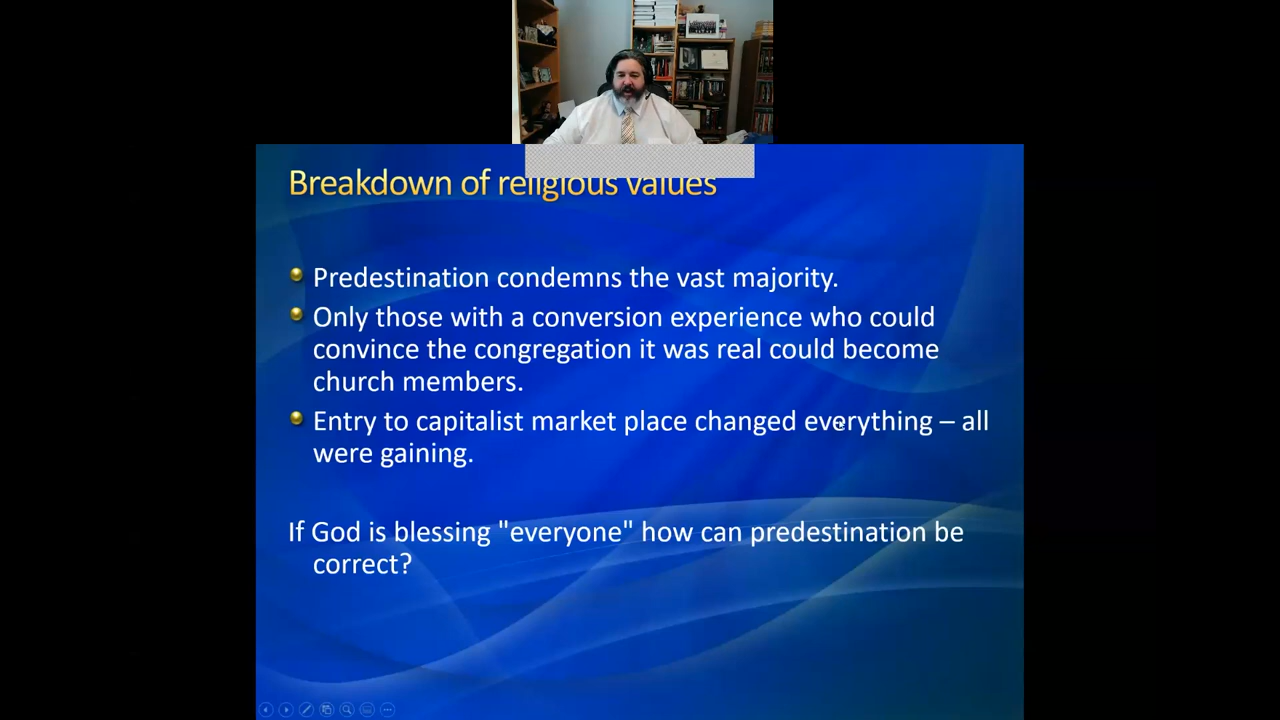 Breakdown of religious values
Predestination condemns the vast majority.
Only those with a conversion experience who could
convince the congregation it was real could become
church members.
Entry to capitalist market place changed everything – all
were gaining.
If God is blessing "everyone" how can predestination be
correct?